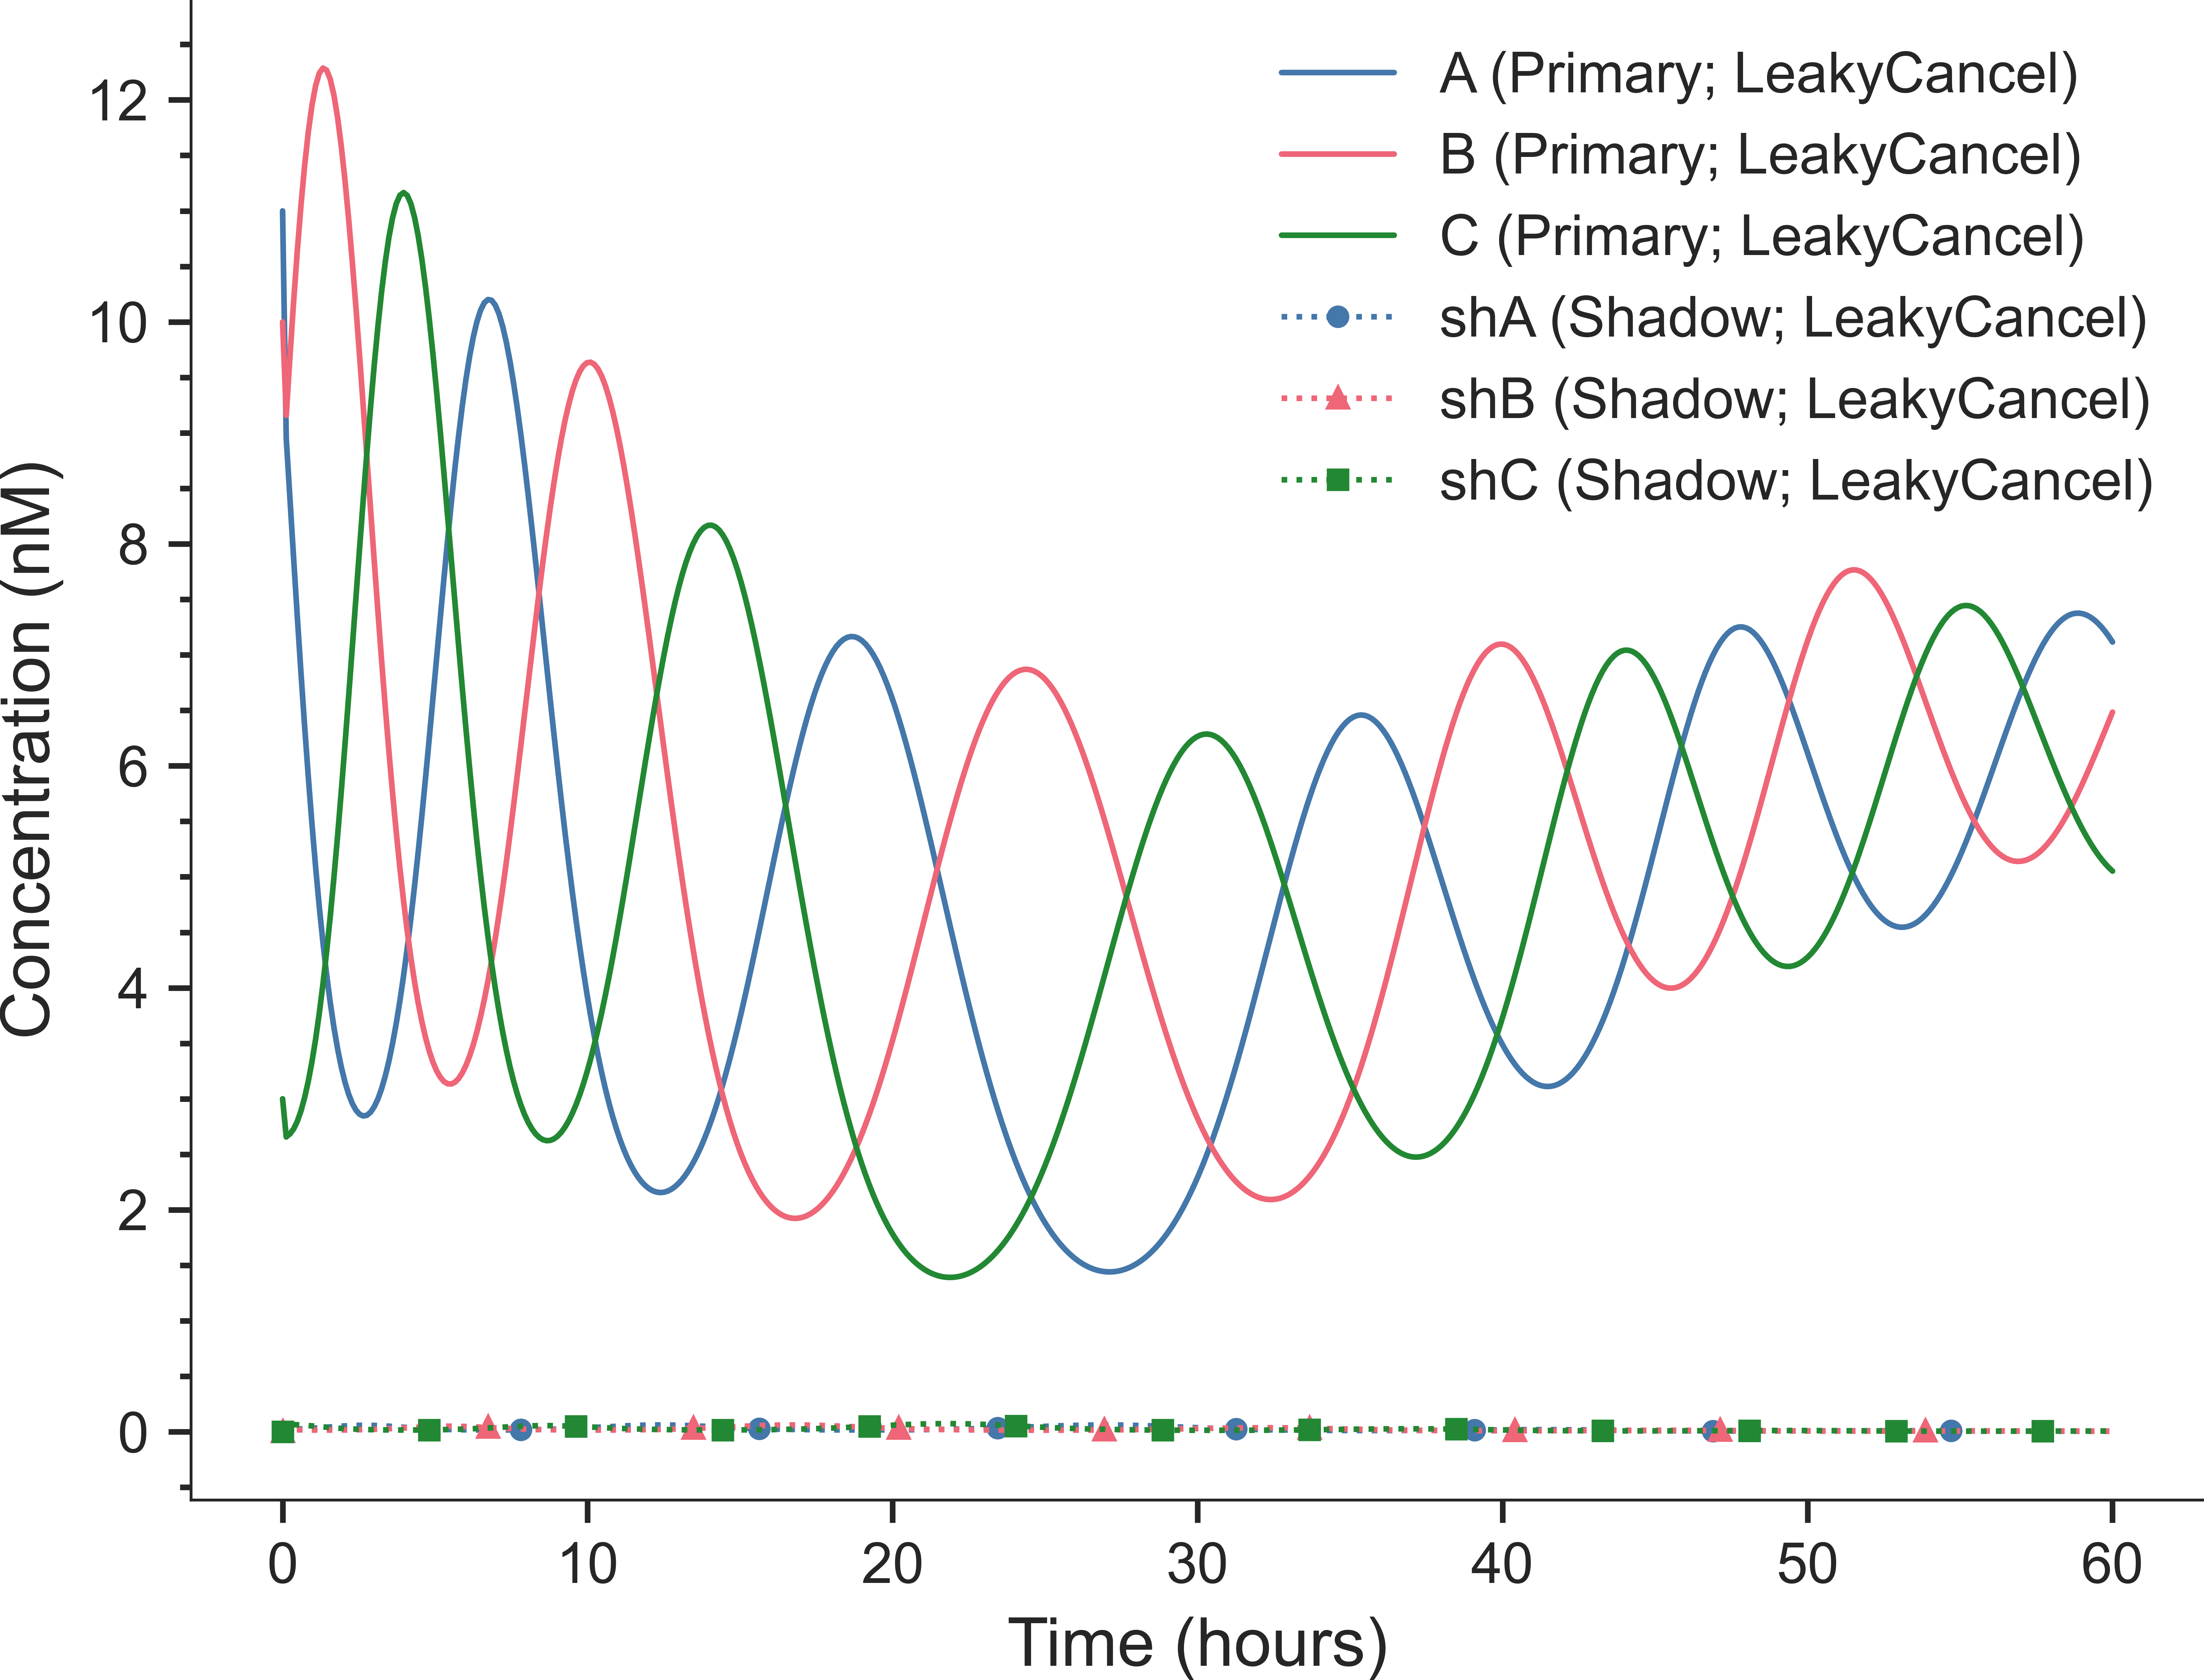 Concentration (nM)
12
10
8
6
4
2
0
A (Primary; LeakyCancel)
B (Primary; LeakyCancel)
C (Primary; LeakyCancel)
shA (Shadow; LeakyCancel)
shB (Shadow; LeakyCancel)
shC (Shadow; LeakyCancel)
0 10 20 30 40 50 60
Time (hours)